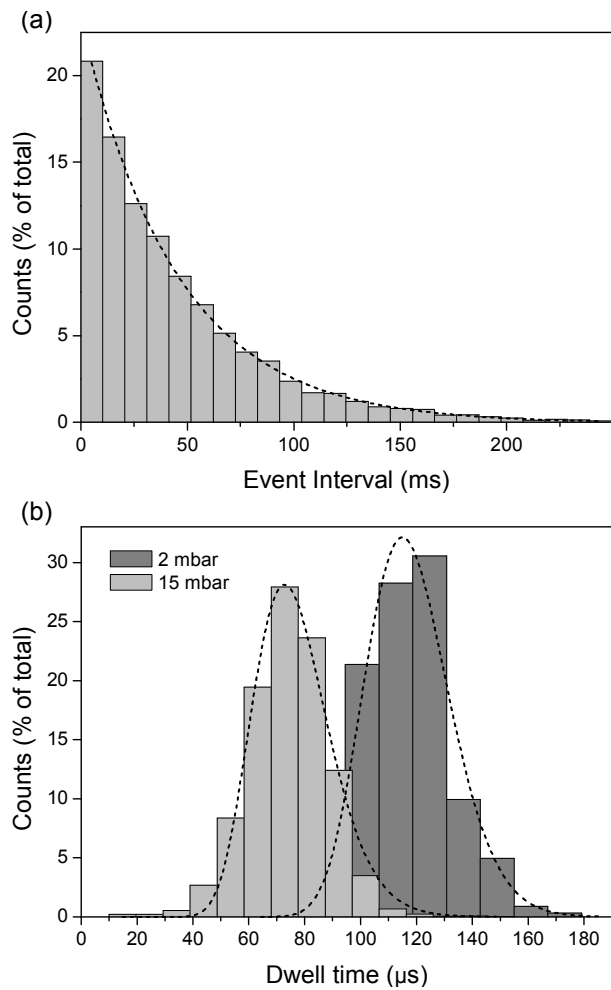 (a)
20
15
10
5
0
Counts (% of total)
0 50 100 150 200
Event Interval (ms)
(b)
2 mbar
15 mbar
30
25
20
15
10
5
0
Counts (% of total)
0 20 40 60 80 100 120 140 160 180
Dwell time (µs)